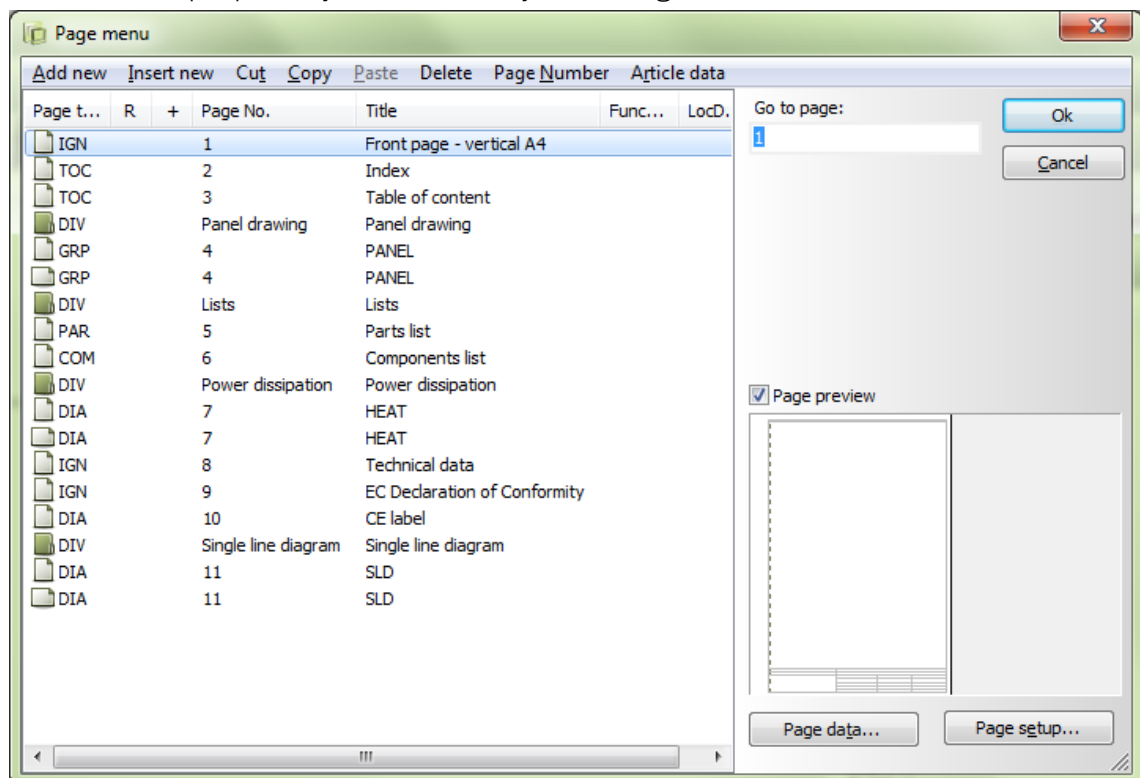 Page menu
Add new Insert new Cut Copy Paste Delete Page Number Article data
Page t... R + Page No. Title Func... LocD.
IGN 1 Front page - vertical A4
TOC 2 Index
TOC 3 Table of content
DIV Panel drawing Panel drawing
GRP 4 PANEL
GRP 4 PANEL
DIV Lists Lists
PAR 5 Parts list
COM 6 Components list
DIV Power dissipation Power dissipation
DIA 7 HEAT
DIA 7 HEAT
IGN 8 Technical data
IGN 9 EC Declaration of Conformity
DIA 10 CE label
DIV Single line diagram Single line diagram
DIA 11 SLD
DIA 11 SLD
Go to page:
1
Ok
Cancel
Page preview
Page data...
Page setup...